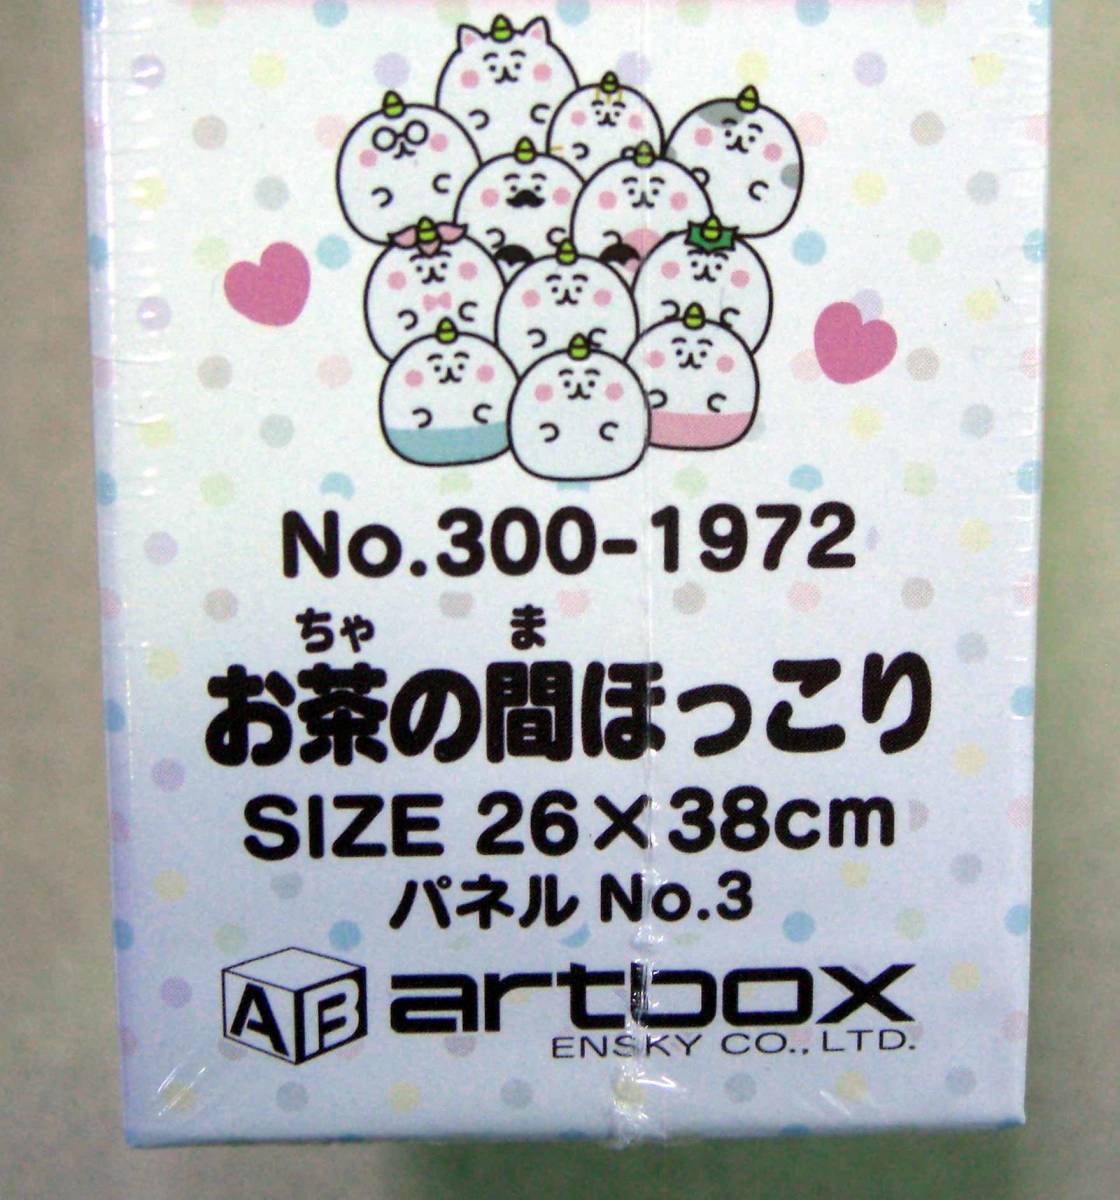 No.300-1972
ちゃ ま
お茶の間ほっこり
SIZE 26×38cm
パネル No.3
AB artbox
ENSKY CO., LTD.